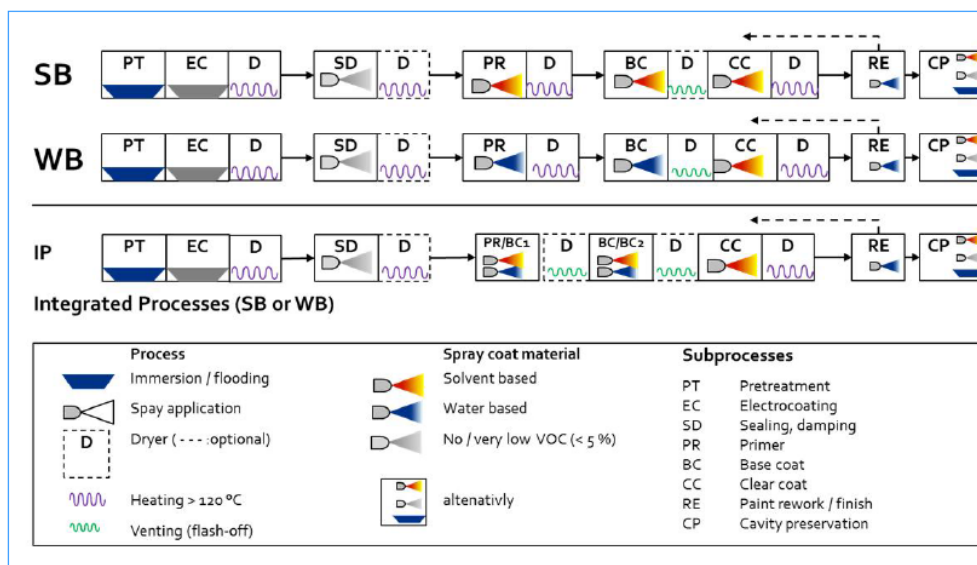 PT EC D SD D PR D BC D CC D RE CP
SB
PT EC D SD D PR D BC D CC D RE CP
WB
PT EC D SD D PR/BC1 D BC/BC2 D CC D RE CP
IP
Integrated Processes (SB or WB)
Process
Immersion / flooding
Spay application
D Dryer ( - - - :optional)
Heating > 120 °C
Venting (flash-off)
Spray coat material
Solvent based
Water based
No / very low VOC (< 5 %)
altenativly
Subprocesses
PT Pretreatment
EC Electrocoating
SD Sealing, damping
PR Primer
BC Base coat
CC Clear coat
RE Paint rework / finish
CP Cavity preservation